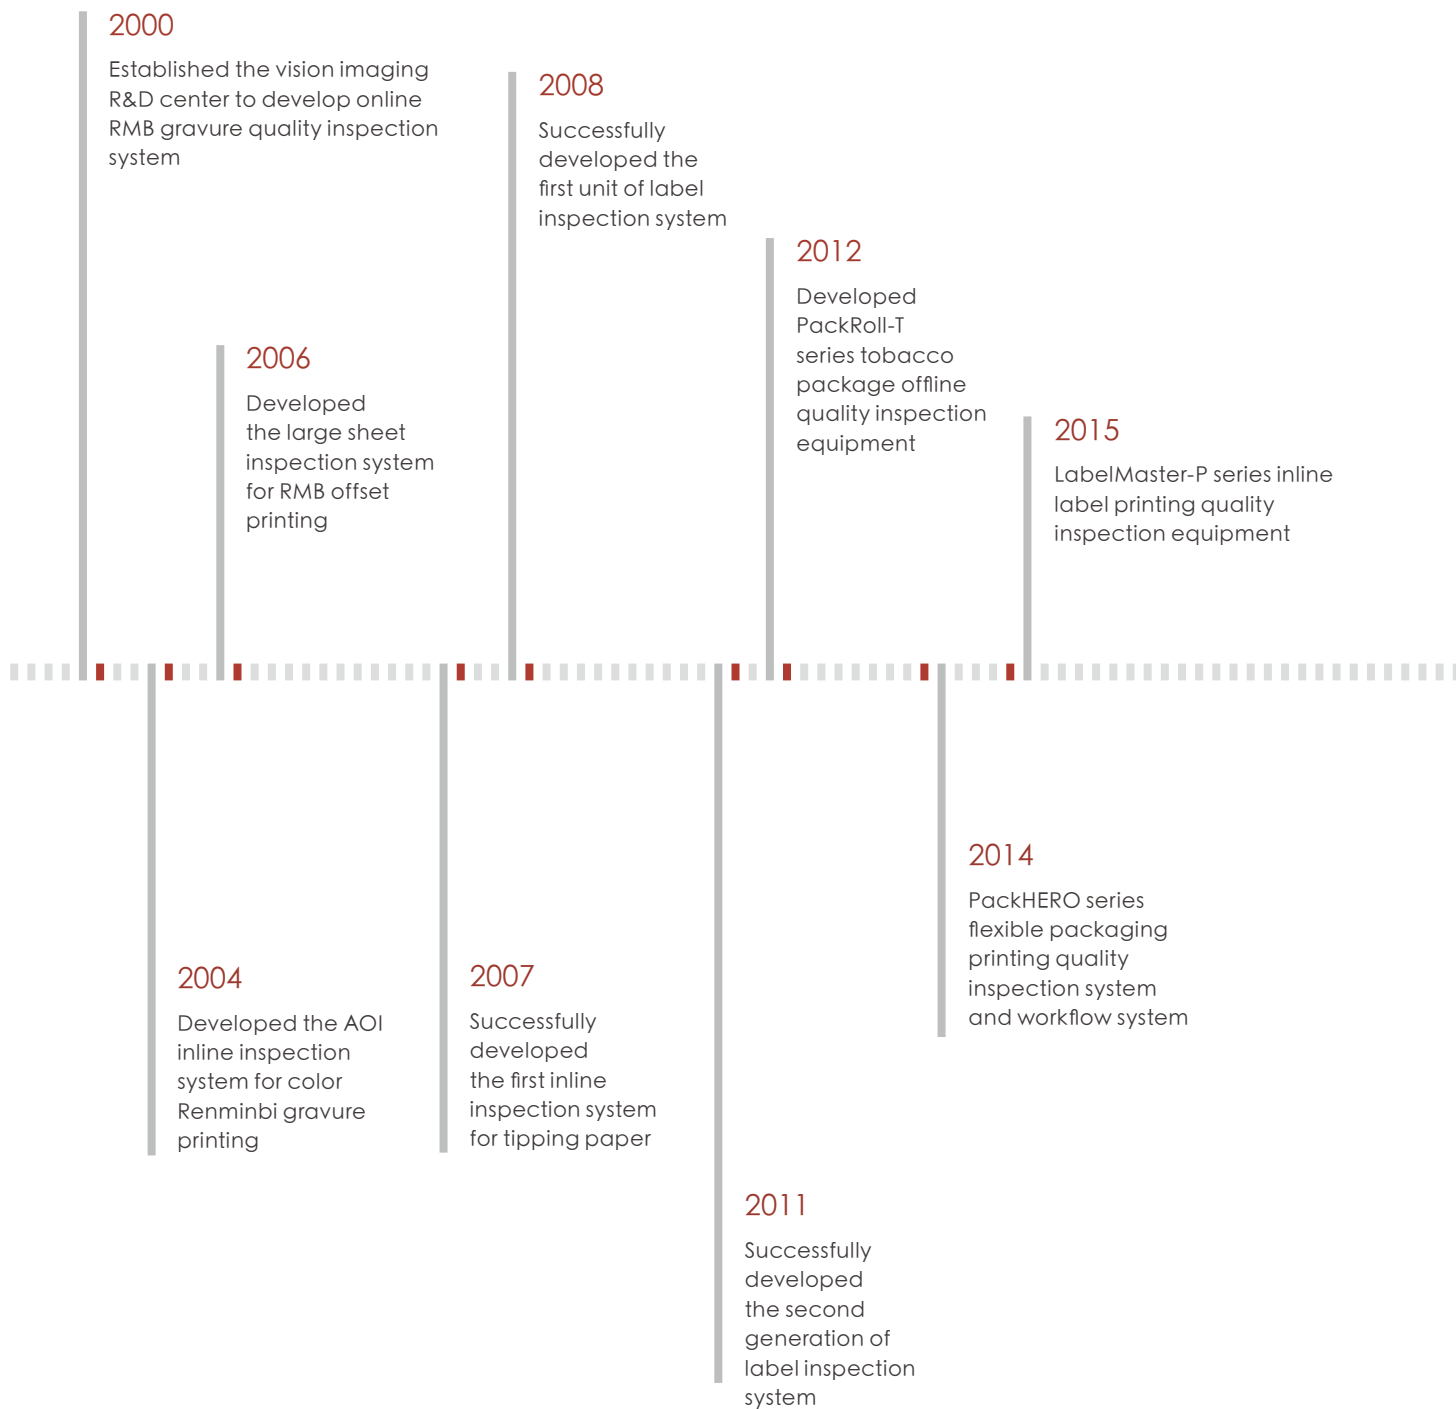 2000
Established the vision imaging
R&D center to develop online
RMB gravure quality inspection
system
2008
Successfully
developed the
first unit of label
inspection system
2012
Developed
PackRoll-T
series tobacco
package offline
quality inspection
equipment
2006
Developed
the large sheet
inspection system
for RMB offset
printing
2015
LabelMaster-P series inline
label printing quality
inspection equipment
2014
PackHERO series
flexible packaging
printing quality
inspection system
and workflow system
2004
Developed the AOI
inline inspection
system for color
Renminbi gravure
printing
2007
Successfully
developed
the first inline
inspection system
for tipping paper
2011
Successfully
developed
the second
generation of
label inspection
system